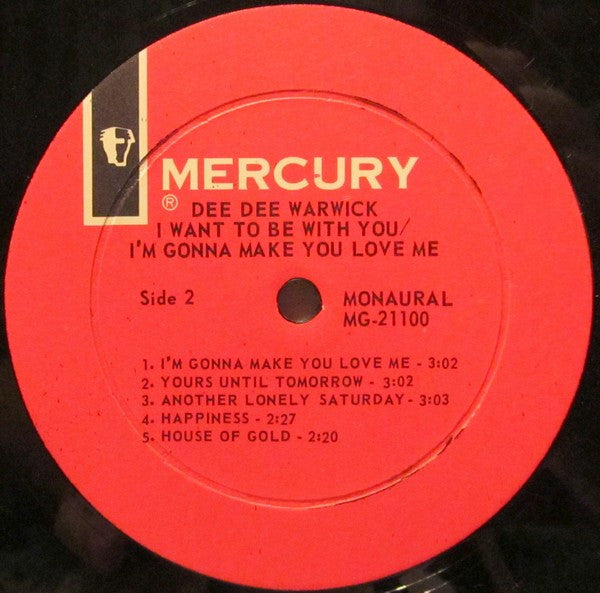 MERCURY
®
DEE DEE WARWICK
I WANT TO BE WITH YOU/
I'M GONNA MAKE YOU LOVE ME
Side 2
MONAURAL
MG-21100
1. I'M GONNA MAKE YOU LOVE ME - 3:02
2. YOURS UNTIL TOMORROW - 3:02
3. ANOTHER LONELY SATURDAY - 3:03
4. HAPPINESS - 2:27
5. HOUSE OF GOLD - 2:20